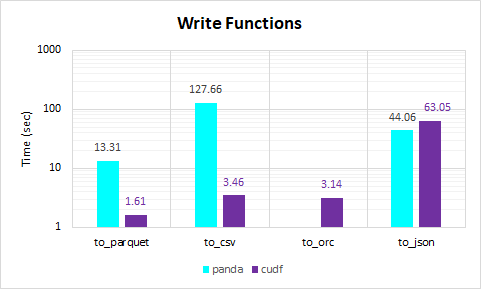 Write Functions
Time (sec)
1000
100
10
1
13.31
1.61
127.66
3.46
3.14
44.06
63.05
to_parquet
to_csv
to_orc
to_json
panda
cudf